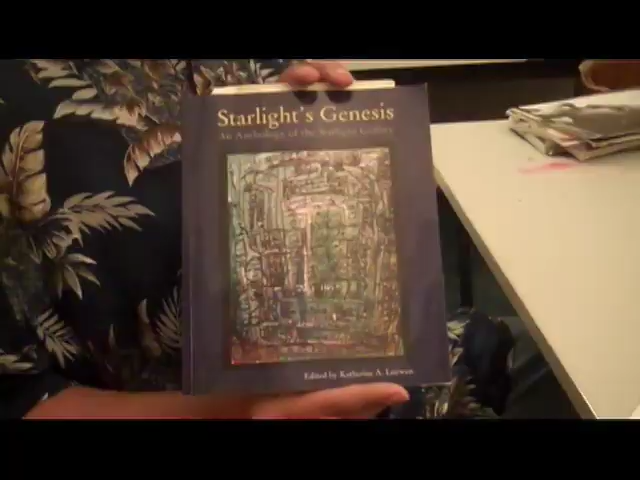 Starlight's Genesis
An Anthology of the Starlight Gallery
Edited by Katherine A.